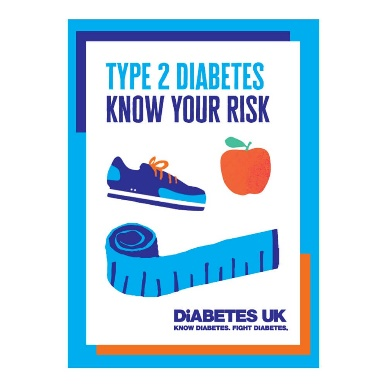 TYPE 2 DIABETES
KNOW YOUR RISK
DiABETES UK
KNOW DIABETES. FIGHT DIABETES.